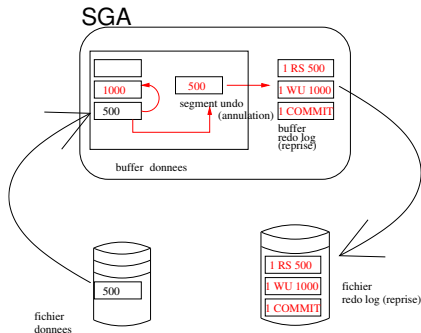 SGA
1000
500
500
segment undo
(annulation)
1 RS 500
1 WU 1000
1 COMMIT
buffer
redo log
(reprise)
buffer donnees
500
fichier
donnees
1 RS 500
1 WU 1000
1 COMMIT
fichier
redo log (reprise)